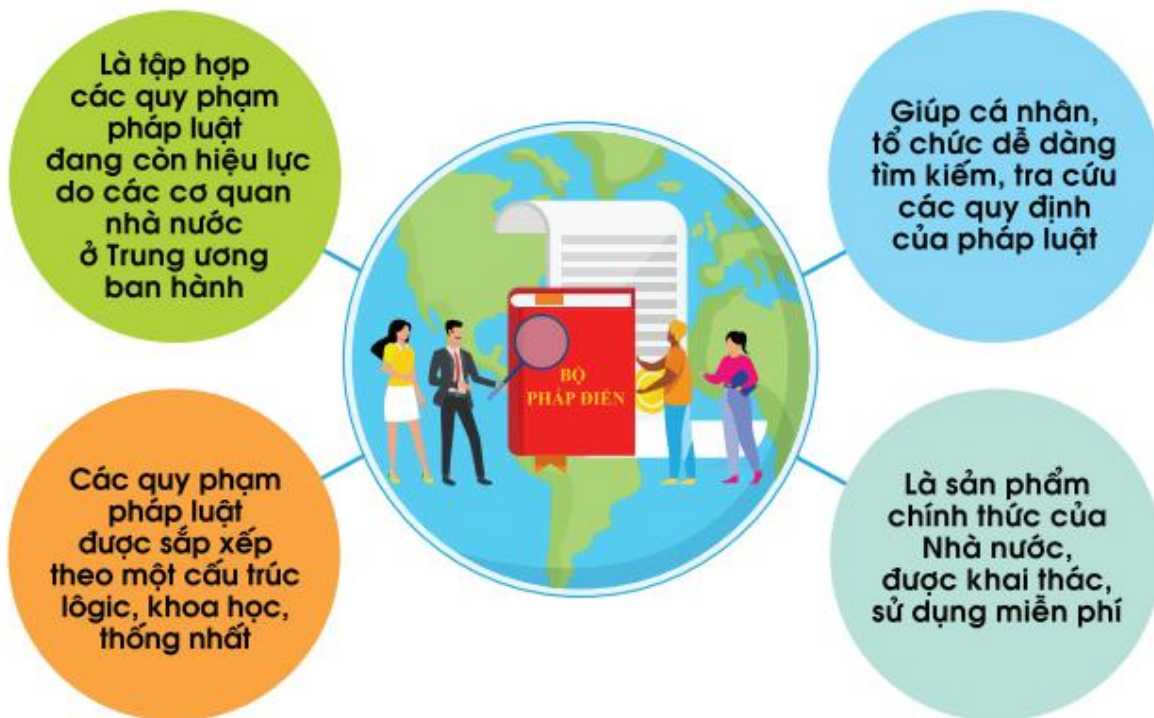 Là tập hợp
các quy phạm
pháp luật
đang còn hiệu lực
do các cơ quan
nhà nước
ở Trung ương
ban hành
Giúp cá nhân,
tổ chức dễ dàng
tìm kiếm, tra cứu
các quy định
của pháp luật
BỘ
PHÁP ĐIỂN
Các quy phạm
pháp luật
được sắp xếp
theo một cấu trúc
lôgic, khoa học,
thống nhất
Là sản phẩm
chính thức của
Nhà nước,
được khai thác,
sử dụng miễn phí